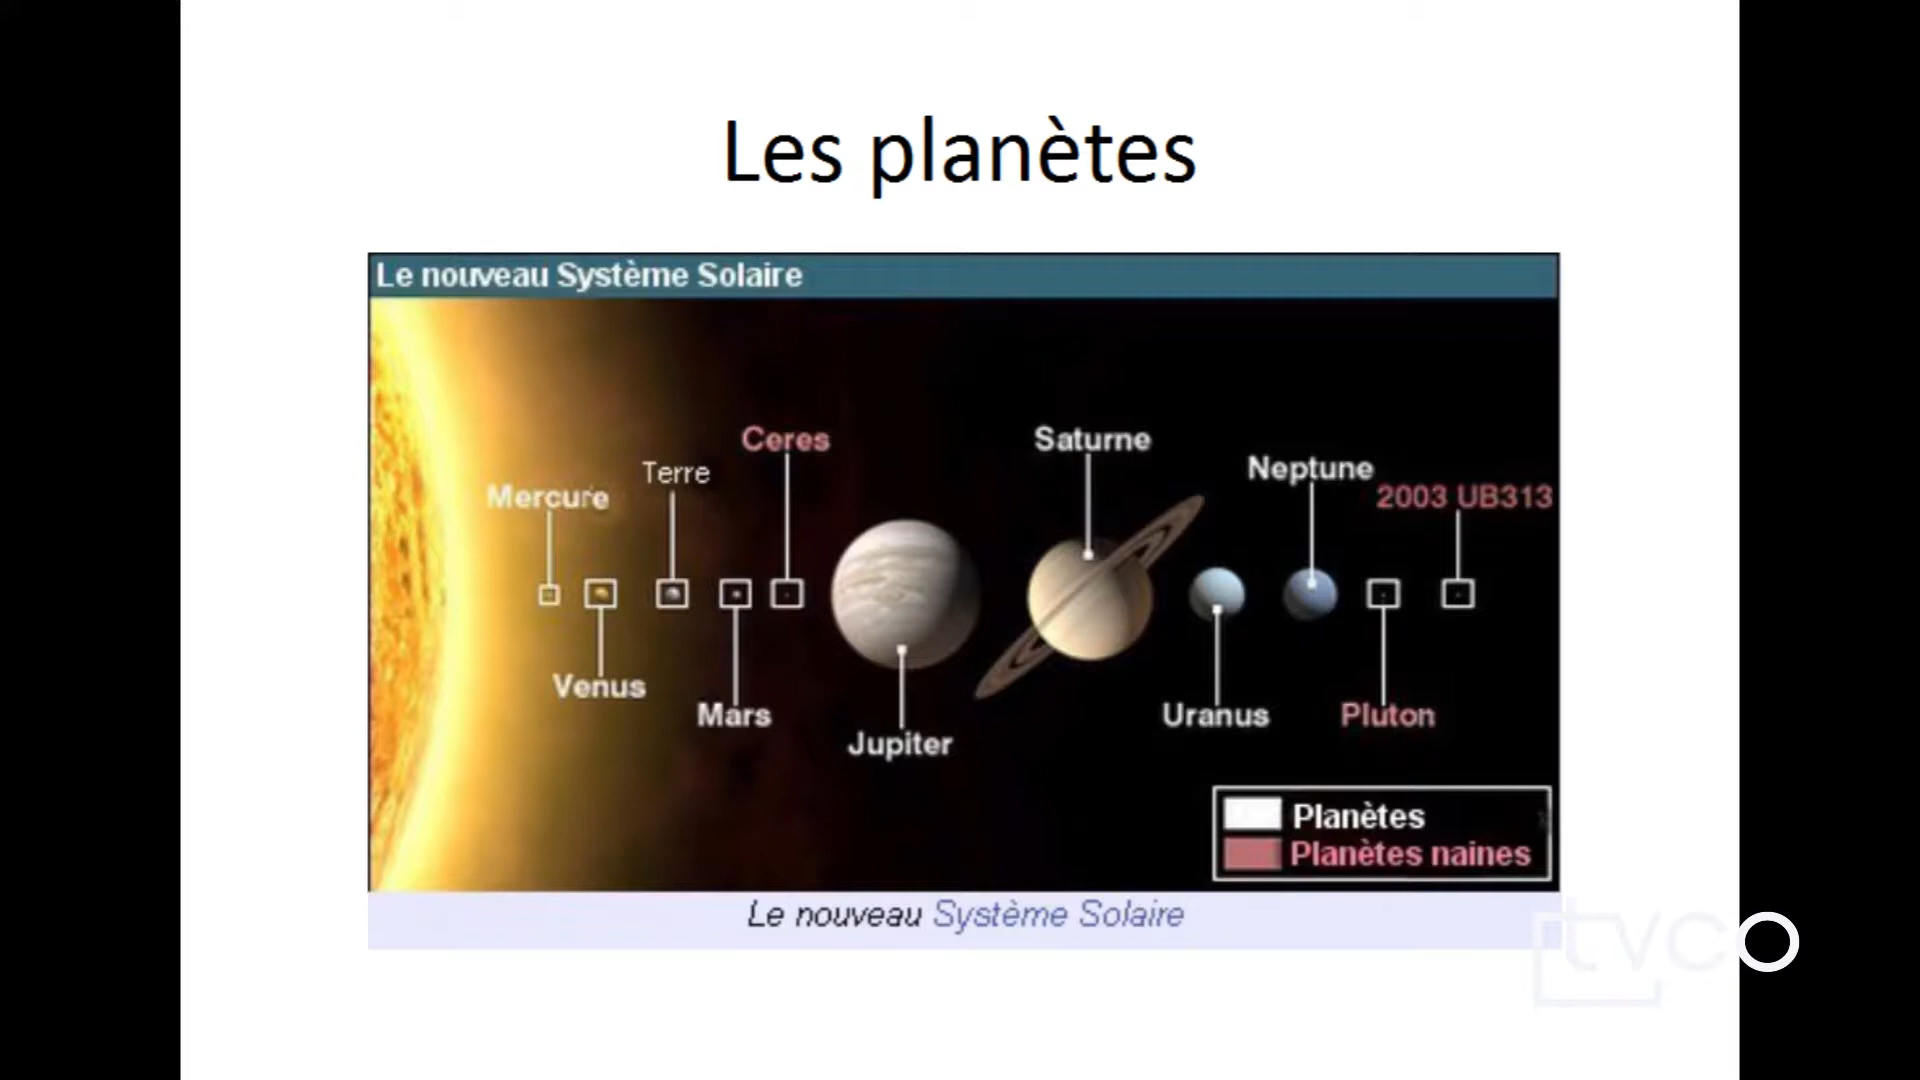 Les planètes
Le nouveau Système Solaire
Ceres
Saturne
Terre
Neptune
Mercure
2003 UB313
Venus
Mars
Uranus
Pluton
Jupiter
Planètes
Planètes naines
Le nouveau Système Solaire
tvco